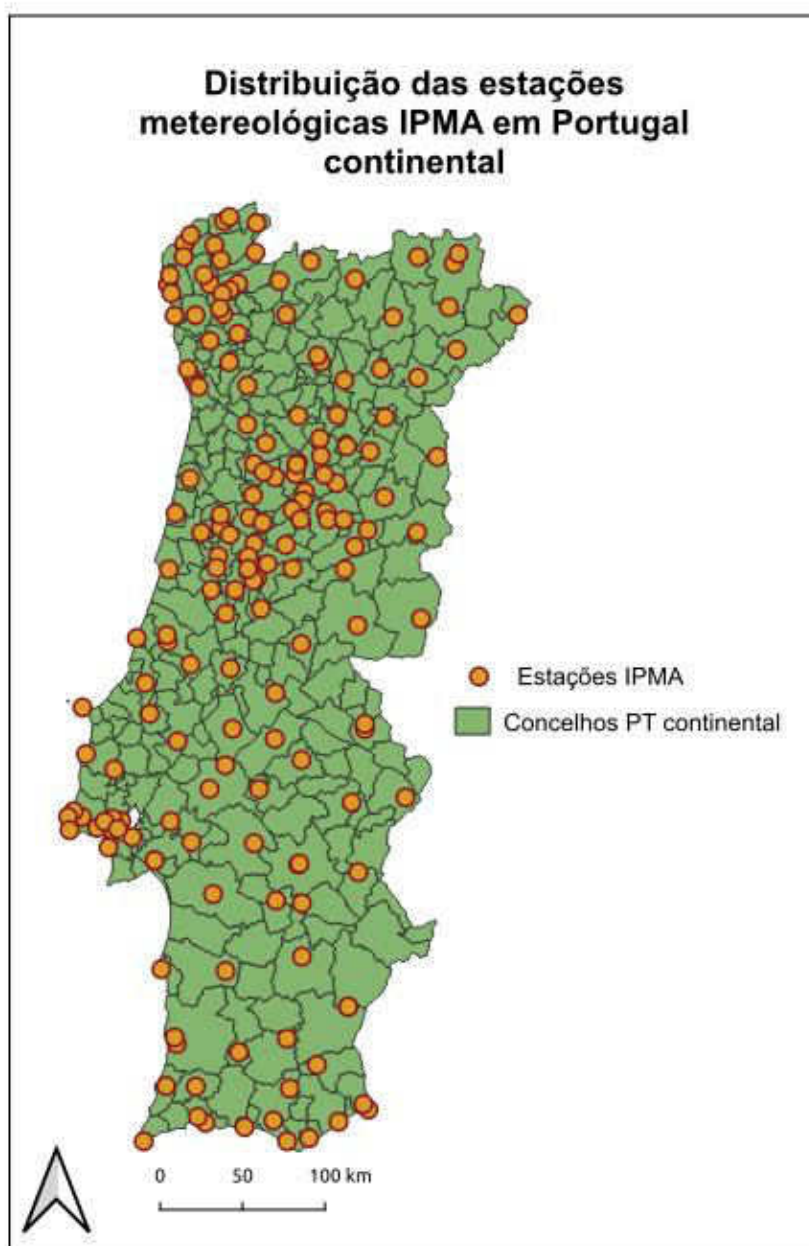 Distribuição das estações
metereológicas IPMA em Portugal
continental
Estações IPMA
Concelhos PT continental
0 50 100 km